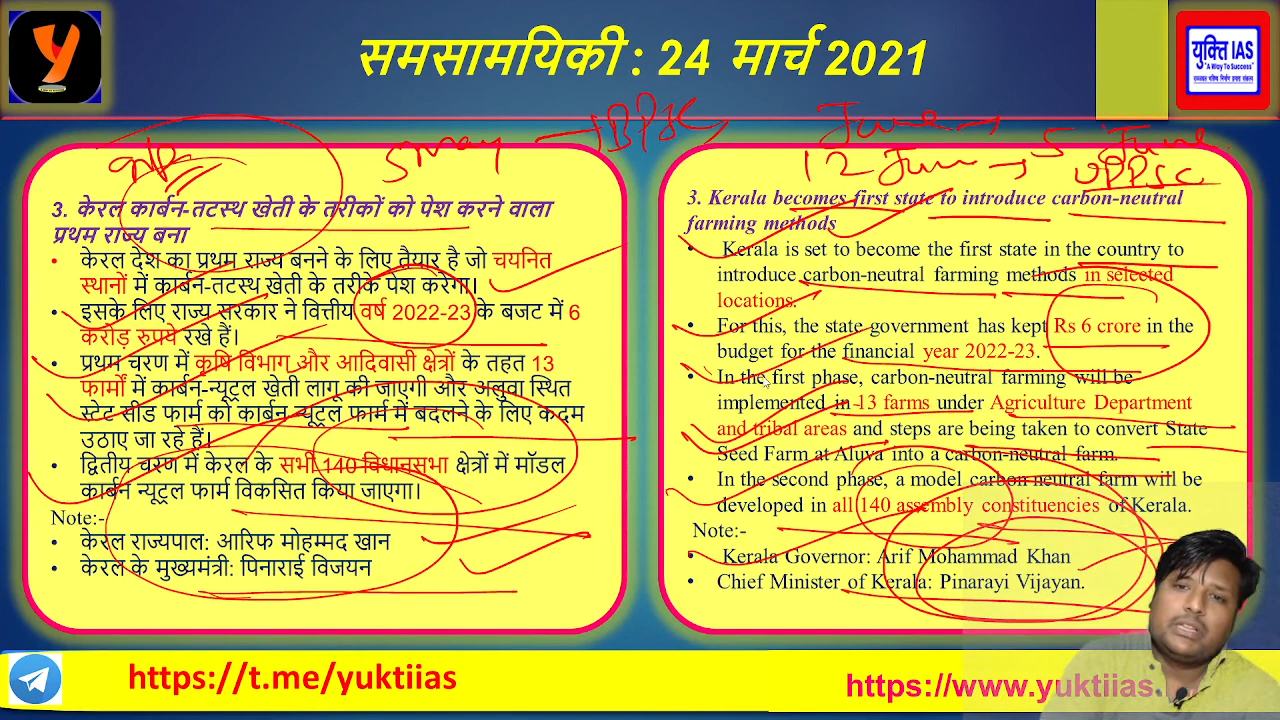 समसामयिकी : 24 मार्च 2021
युक्ति IAS
"A Way To Success"
5 May → BPSC
June →
5 June
12 June → UPPSC
3. केरल कार्बन-तटस्थ खेती के तरीकों को पेश करने वाला
प्रथम राज्य बना
• केरल देश का प्रथम राज्य बनने के लिए तैयार है जो चयनित
स्थानों में कार्बन-तटस्थ खेती के तरीके पेश करेगा।
• इसके लिए राज्य सरकार ने वित्तीय वर्ष 2022-23 के बजट में 6
करोड़ रुपये रखे हैं।
• प्रथम चरण में कृषि विभाग और आदिवासी क्षेत्रों के तहत 13
फार्मों में कार्बन-न्यूट्रल खेती लागू की जाएगी और अलुवा स्थित
स्टेट सीड फार्म को कार्बन न्यूट्रल फार्म में बदलने के लिए कदम
उठाए जा रहे हैं।
• द्वितीय चरण में केरल के सभी 140 विधानसभा क्षेत्रों में मॉडल
कार्बन न्यूट्रल फार्म विकसित किया जाएगा।
Note:-
• केरल राज्यपाल: आरिफ मोहम्मद खान
• केरल के मुख्यमंत्री: पिनाराई विजयन
3. Kerala becomes first state to introduce carbon-neutral
farming methods
• Kerala is set to become the first state in the country to
introduce carbon-neutral farming methods in selected
locations.
• For this, the state government has kept Rs 6 crore in the
budget for the financial year 2022-23.
• In the first phase, carbon-neutral farming will be
implemented in 13 farms under Agriculture Department
and tribal areas and steps are being taken to convert State
Seed Farm at Aluva into a carbon-neutral farm.
• In the second phase, a model carbon neutral farm will be
developed in all 140 assembly constituencies of Kerala.
Note:-
• Kerala Governor: Arif Mohammad Khan
• Chief Minister of Kerala: Pinarayi Vijayan.
https://t.me/yuktiias
https://www.yuktiias.